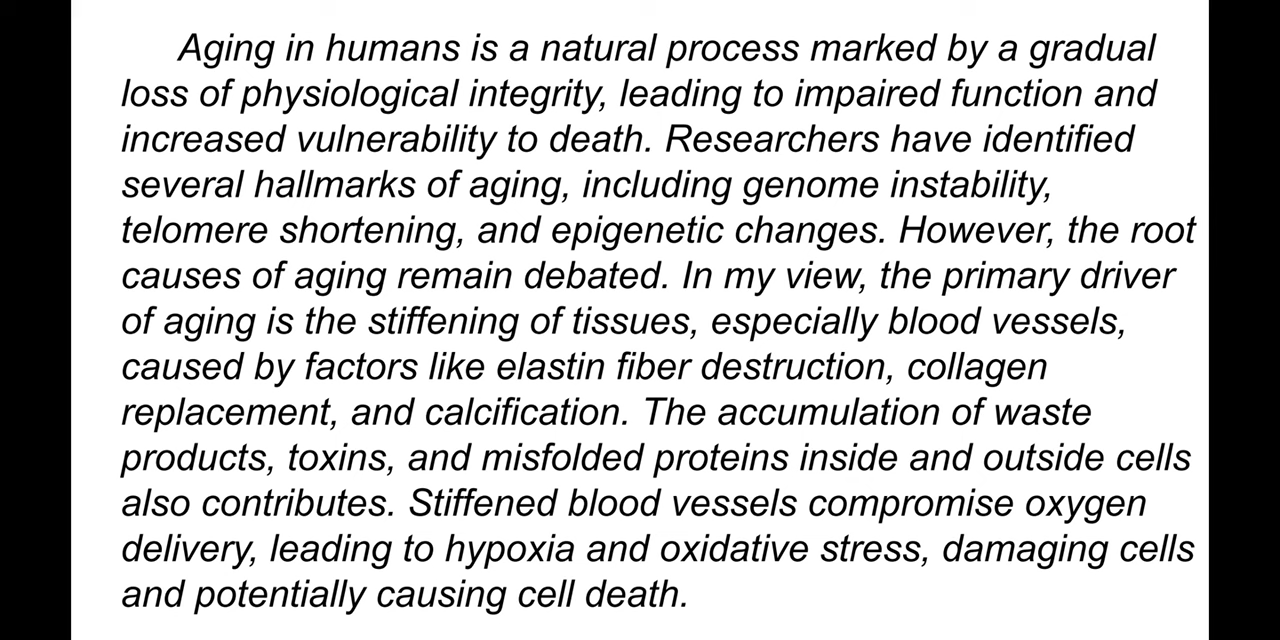 Aging in humans is a natural process marked by a gradual
loss of physiological integrity, leading to impaired function and
increased vulnerability to death. Researchers have identified
several hallmarks of aging, including genome instability,
telomere shortening, and epigenetic changes. However, the root
causes of aging remain debated. In my view, the primary driver
of aging is the stiffening of tissues, especially blood vessels,
caused by factors like elastin fiber destruction, collagen
replacement, and calcification. The accumulation of waste
products, toxins, and misfolded proteins inside and outside cells
also contributes. Stiffened blood vessels compromise oxygen
delivery, leading to hypoxia and oxidative stress, damaging cells
and potentially causing cell death.